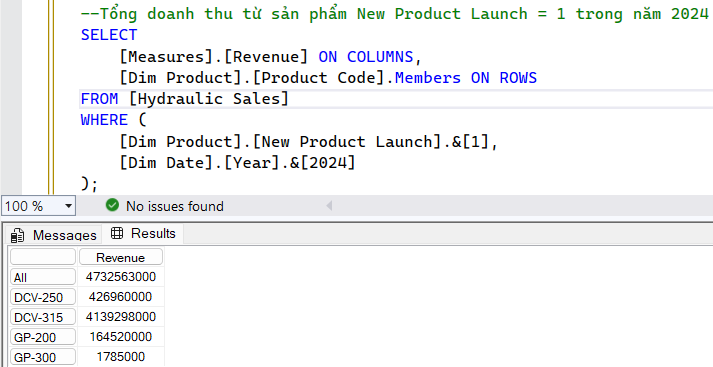 --Tổng doanh thu từ sản phẩm New Product Launch = 1 trong năm 2024
SELECT
[Measures].[Revenue] ON COLUMNS,
[Dim Product].[Product Code].Members ON ROWS
FROM [Hydraulic Sales]
WHERE (
[Dim Product].[New Product Launch].&[1],
[Dim Date].[Year].&[2024]
);
100 % No issues found
Messages Results
Revenue
All 4732563000
DCV-250 426960000
DCV-315 4139298000
GP-200 164520000
GP-300 1785000